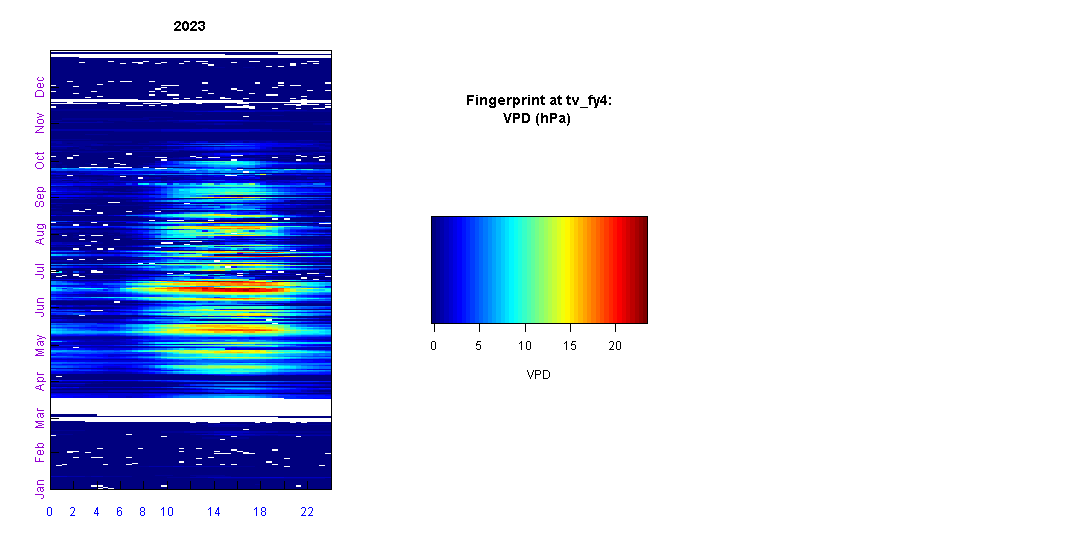 2023
Fingerprint at tv_fy4:
VPD (hPa)
Dec
Nov
Oct
Sep
Aug
Jul
Jun
May
Apr
Mar
Feb
Jan
0 2 4 6 8 10 14 18 22
0 5 10 15 20
VPD